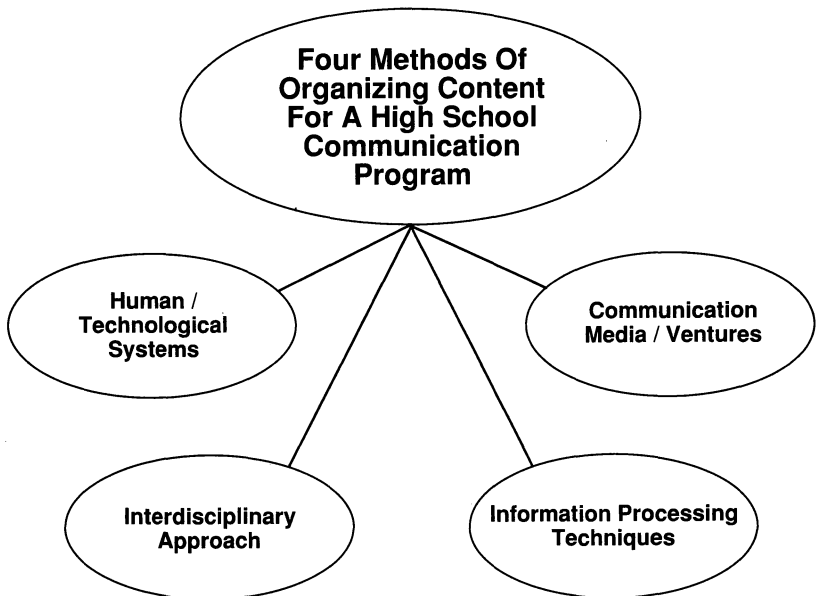 Four Methods Of
Organizing Content
For A High School
Communication
Program
Human /
Technological
Systems
Communication
Media / Ventures
Interdisciplinary
Approach
Information Processing
Techniques